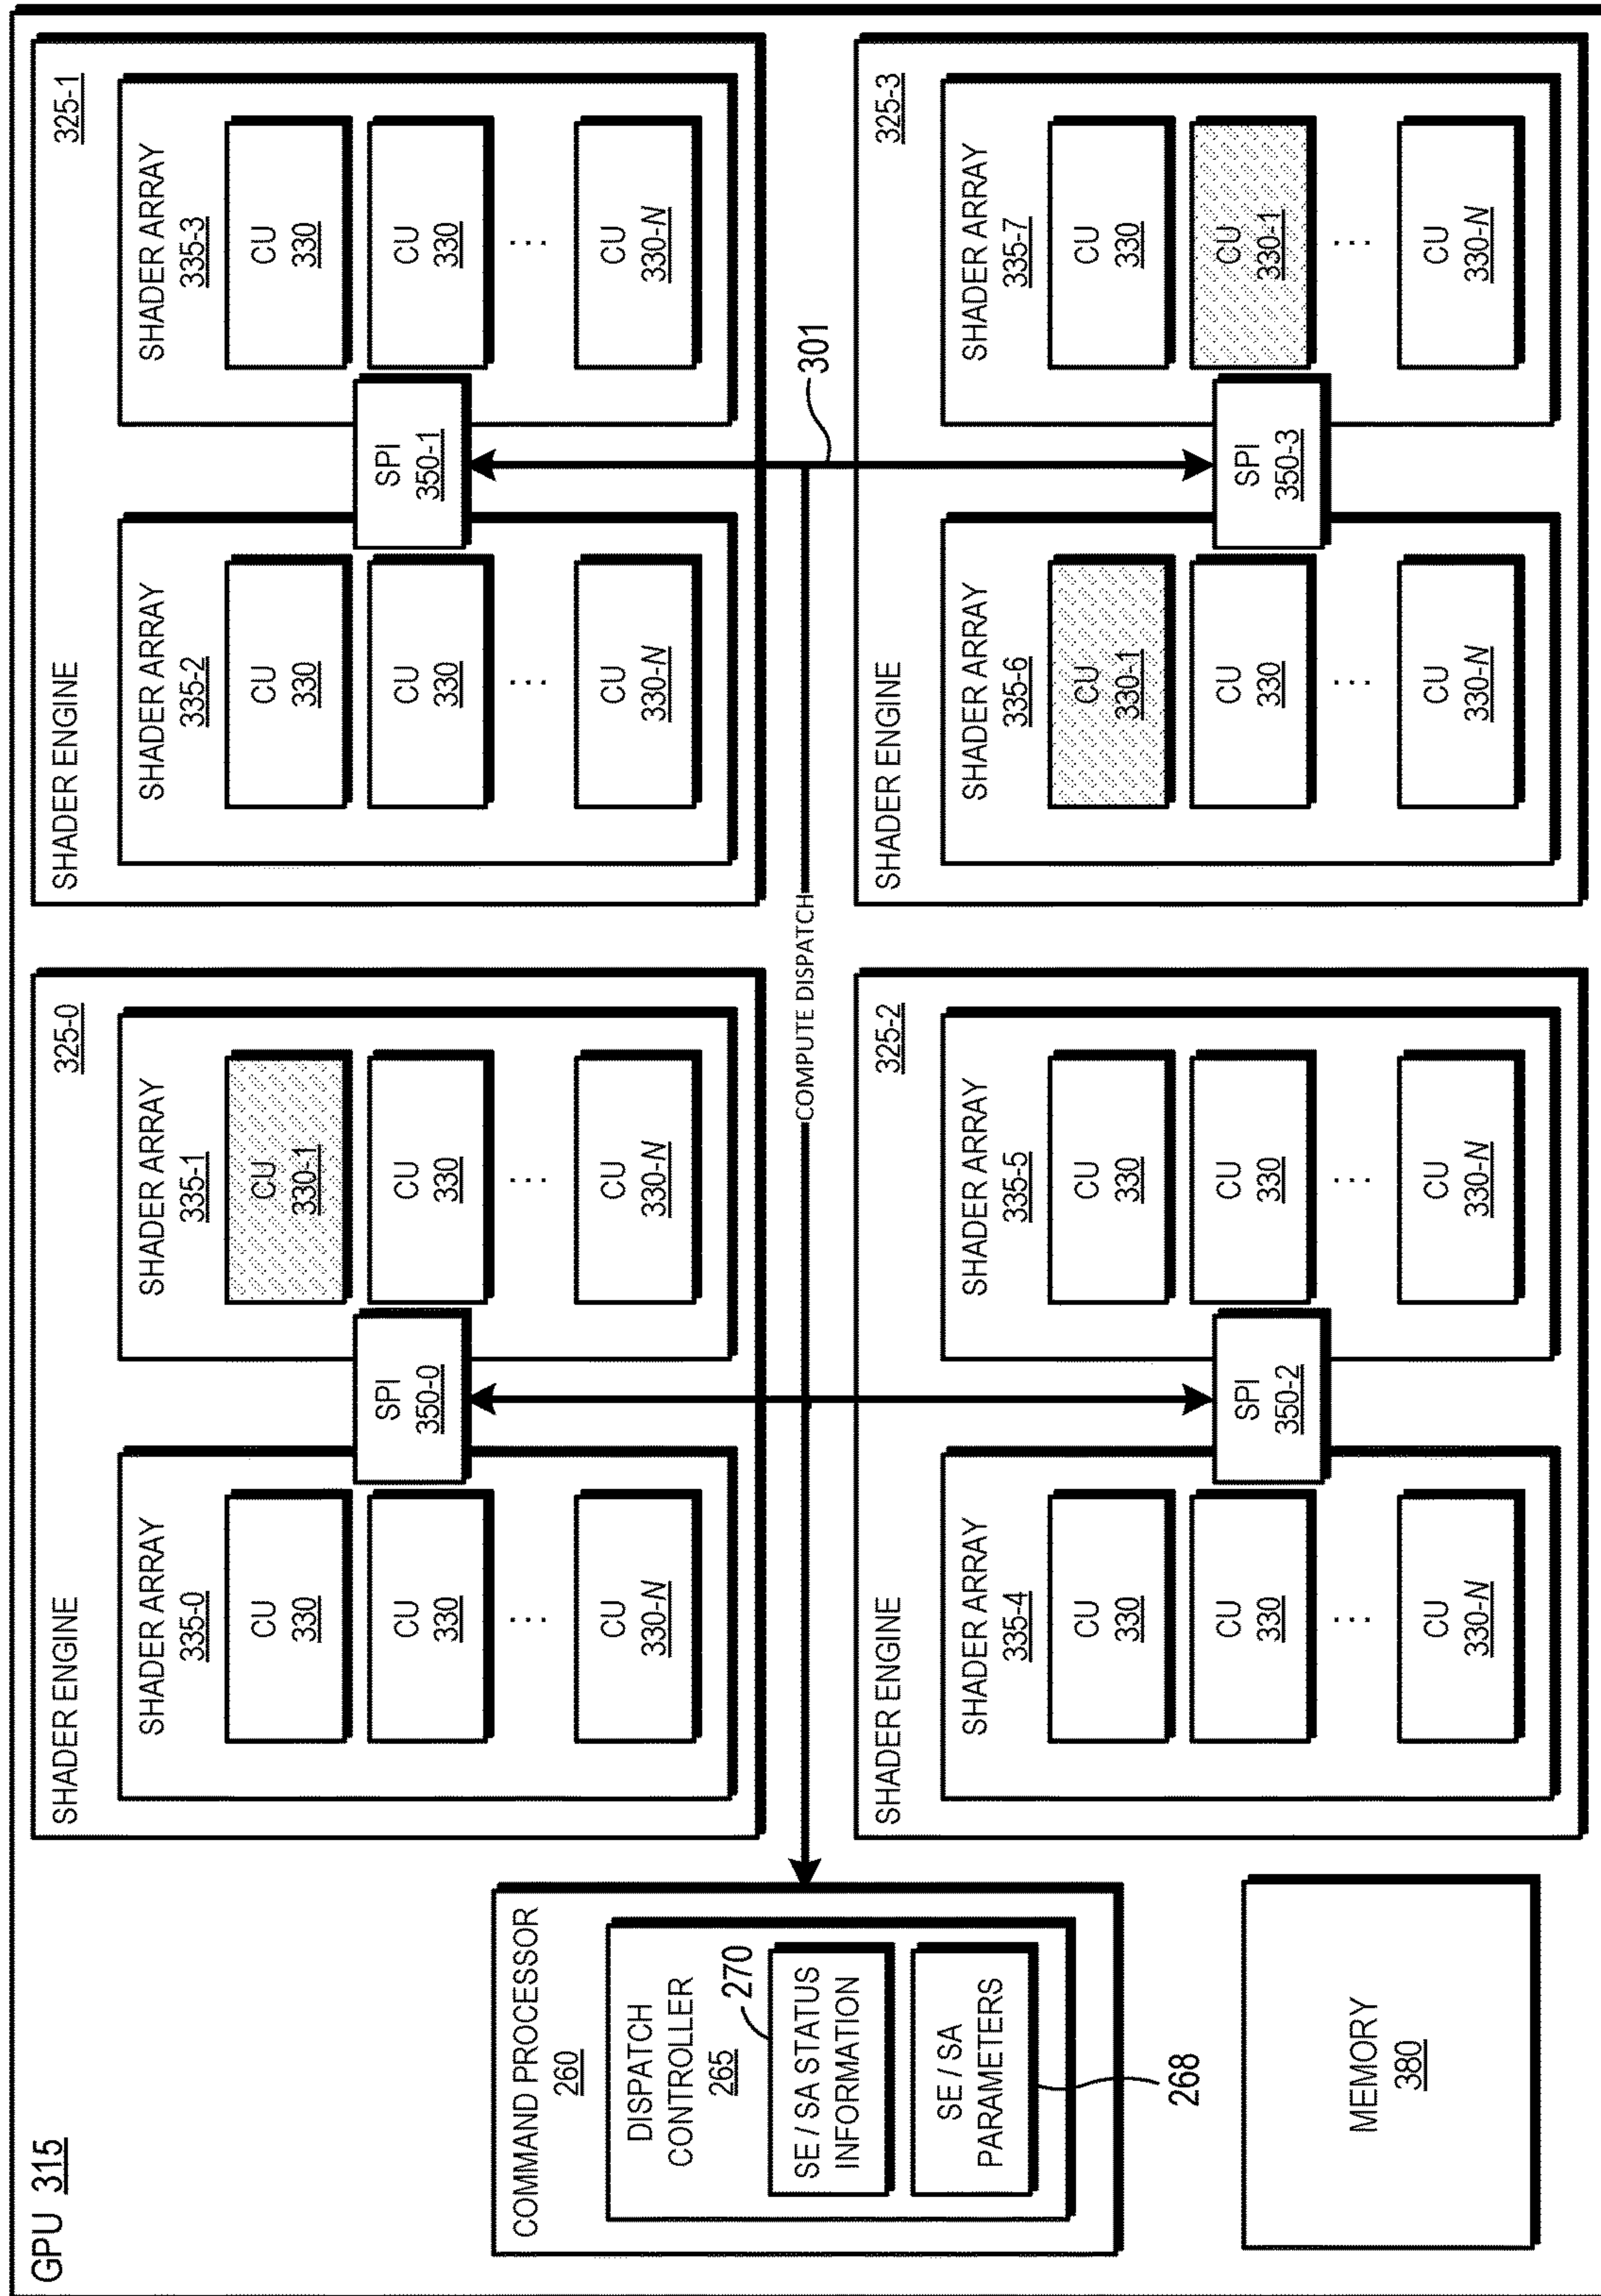 GPU 315
COMMAND PROCESSOR
260
DISPATCH
CONTROLLER
265
270
SE / SA STATUS
INFORMATION
SE / SA
PARAMETERS
268
MEMORY
380
SHADER ENGINE
325-0
SHADER ARRAY
335-0
CU
330
CU
330
...
CU
330-N
SPI
350-0
SHADER ARRAY
335-1
CU
330-1
CU
330
...
CU
330-N
SHADER ENGINE
325-1
SHADER ARRAY
335-2
CU
330
CU
330
...
CU
330-N
SPI
350-1
SHADER ARRAY
335-3
CU
330
CU
330
...
CU
330-N
COMPUTE DISPATCH
301
SHADER ENGINE
325-2
SHADER ARRAY
335-4
CU
330
CU
330
...
CU
330-N
SPI
350-2
SHADER ARRAY
335-5
CU
330
CU
330
...
CU
330-N
SHADER ENGINE
325-3
SHADER ARRAY
335-6
CU
330-1
CU
330
...
CU
330-N
SPI
350-3
SHADER ARRAY
335-7
CU
330
CU
330-1
...
CU
330-N